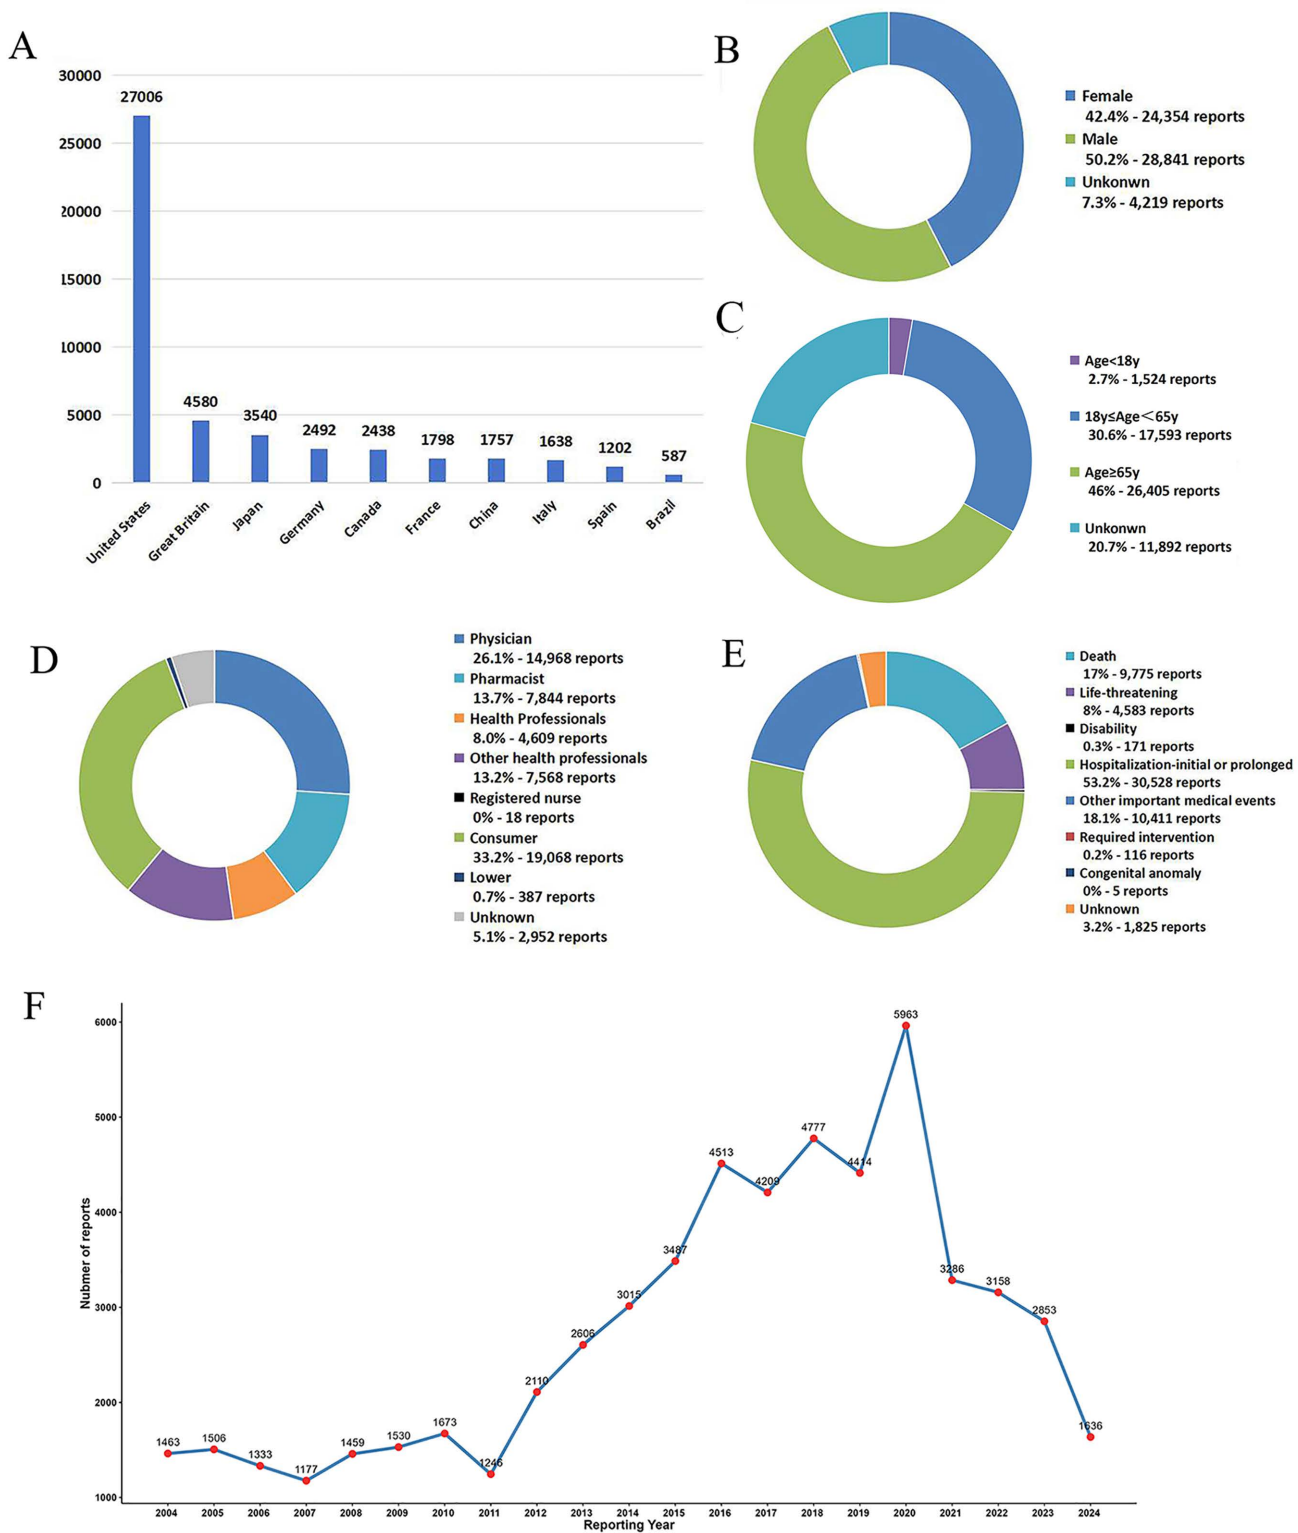 A
30000
25000
20000
15000
10000
5000
0
27006
4580
3540
2492
2438
1798
1757
1638
1202
587
United States
Great Britain
Japan
Germany
Canada
France
China
Italy
Spain
Brazil
B
Female
42.4% - 24,354 reports
Male
50.2% - 28,841 reports
Unkonwn
7.3% - 4,219 reports
C
Age<18y
2.7% - 1,524 reports
18y≤Age＜65y
30.6% - 17,593 reports
Age≥65y
46% - 26,405 reports
Unkonwn
20.7% - 11,892 reports
D
Physician
26.1% - 14,968 reports
Pharmacist
13.7% - 7,844 reports
Health Professionals
8.0% - 4,609 reports
Other health professionals
13.2% - 7,568 reports
Registered nurse
0% - 18 reports
Consumer
33.2% - 19,068 reports
Lower
0.7% - 387 reports
Unknown
5.1% - 2,952 reports
E
Death
17% - 9,775 reports
Life-threatening
8% - 4,583 reports
Disability
0.3% - 171 reports
Hospitalization-initial or prolonged
53.2% - 30,528 reports
Other important medical events
18.1% - 10,411 reports
Required intervention
0.2% - 116 reports
Congenital anomaly
0% - 5 reports
Unknown
3.2% - 1,825 reports
F
Nubmer of reports
6000
5000
4000
3000
2000
1000
1463
1506
1333
1177
1459
1530
1673
1246
2110
2606
3015
3487
4513
4209
4777
4414
5963
3286
3158
2853
1636
2004 2005 2006 2007 2008 2009 2010 2011 2012 2013 2014 2015 2016 2017 2018 2019 2020 2021 2022 2023 2024
Reporting Year